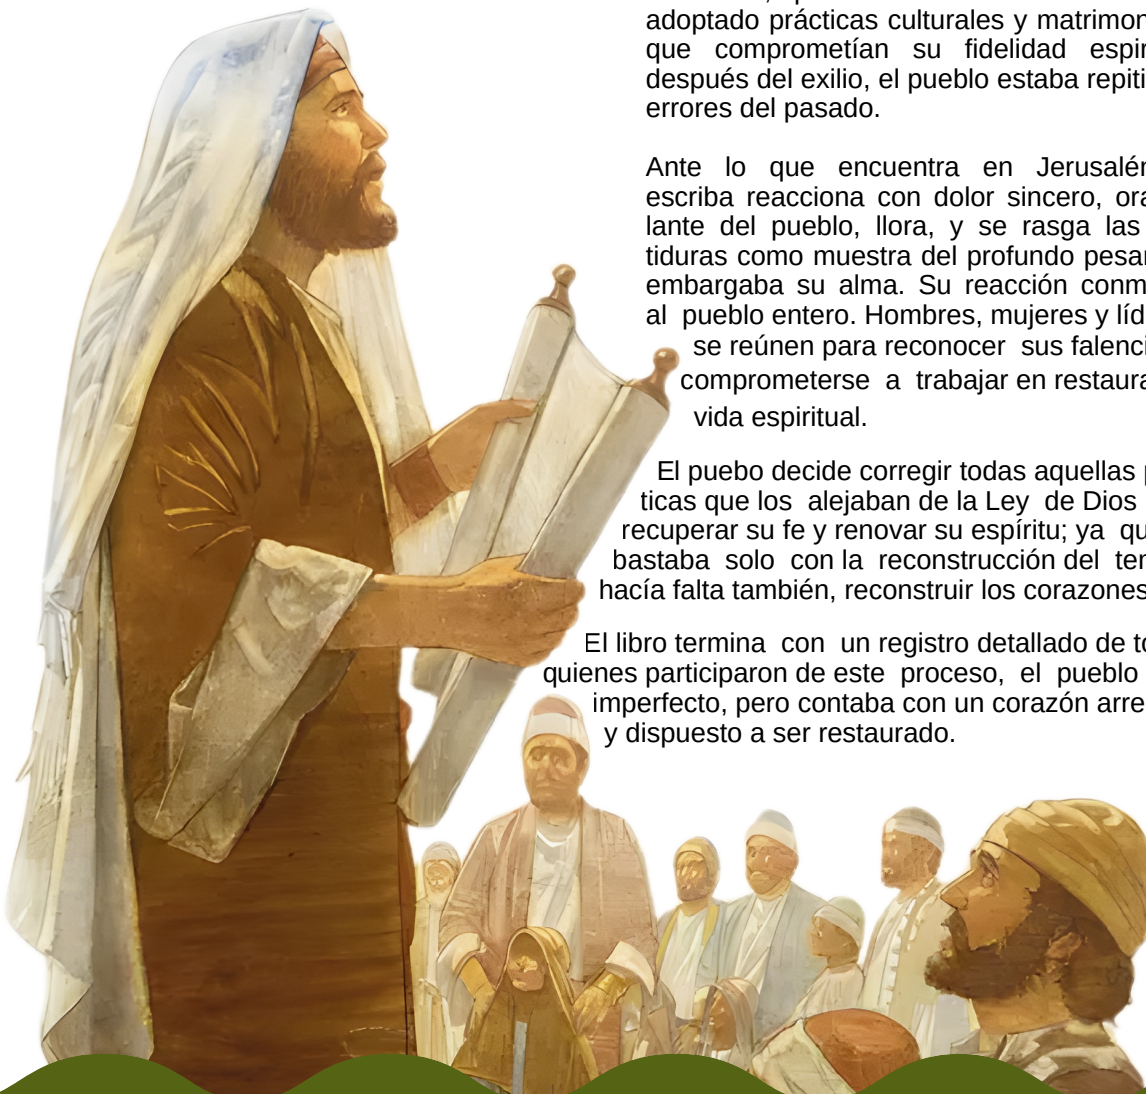 adoptado prácticas culturales y matrimon
que comprometían su fidelidad espir
después del exilio, el pueblo estaba repiti
errores del pasado.
Ante lo que encuentra en Jerusalén
escriba reacciona con dolor sincero, ora
lante del pueblo, llora, y se rasga las
tiduras como muestra del profundo pesar
embargaba su alma. Su reacción conm
al pueblo entero. Hombres, mujeres y líd
se reúnen para reconocer sus falenci
comprometerse a trabajar en restaura
vida espiritual.
El puebo decide corregir todas aquellas p
ticas que los alejaban de la Ley de Dios
recuperar su fe y renovar su espíritu; ya qu
bastaba solo con la reconstrucción del tem
hacía falta también, reconstruir los corazones
El libro termina con un registro detallado de to
quienes participaron de este proceso, el pueblo
imperfecto, pero contaba con un corazón arre
y dispuesto a ser restaurado.